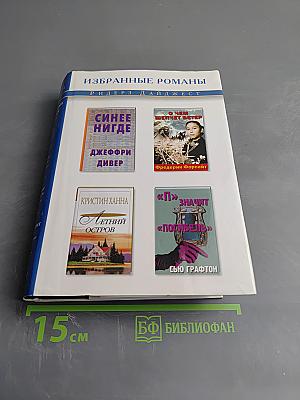 ИЗБРАННЫЕ РОМАНЫ
РИДЕРЗ ДАЙДЖЕСТ
СИНЕЕ
НИГДЕ
ДЖЕФФРИ
ДИВЕР
О ЧЕМ
ШЕПЧЕТ ВЕТЕР
Фредерик Форсайт
КРИСТИН ХАННА
ЛЕТНИЙ
ОСТРОВ
«П»
ЗНАЧИТ
«ПОГИБЕЛЬ»
СЬЮ ГРАФТОН
15 см
БФ БИБЛИОФАН